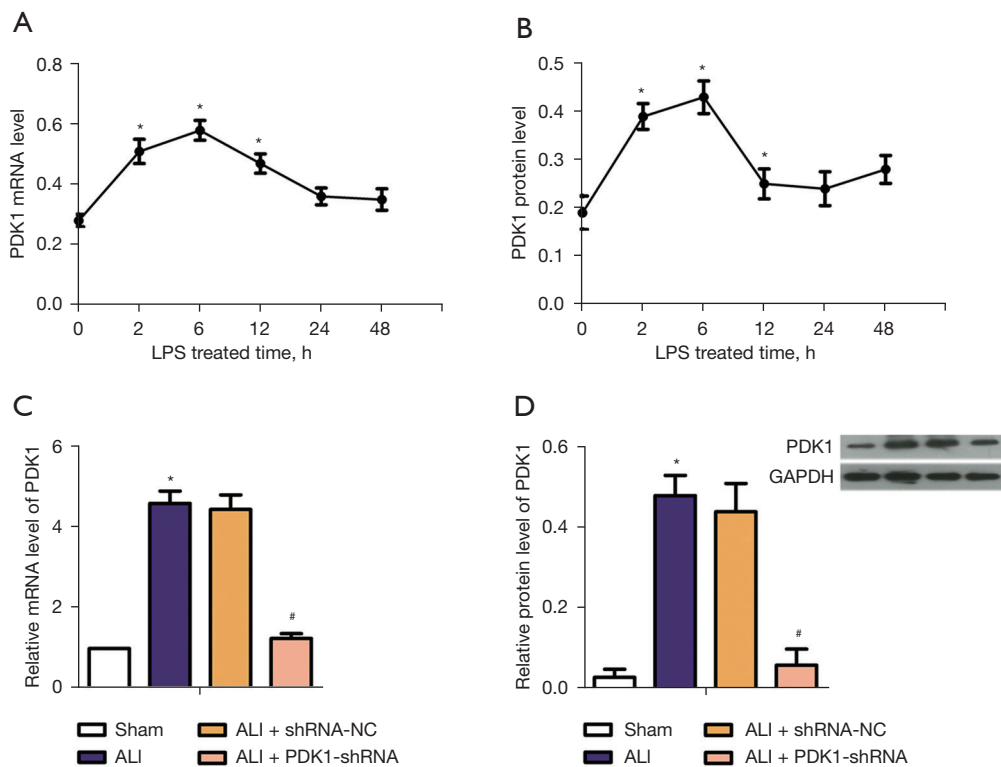 A
PDK1 mRNA level
0.8
0.6
0.4
0.2
0.0
*
*
*
0 2 6 12 24 48
LPS treated time, h
B
PDK1 protein level
0.5
0.4
0.3
0.2
0.1
0.0
*
*
*
0 2 6 12 24 48
LPS treated time, h
C
Relative mRNA level of PDK1
6
4
2
0
*
#
Sham
ALI
ALI + shRNA-NC
ALI + PDK1-shRNA
D
Relative protein level of PDK1
0.6
0.4
0.2
0.0
*
#
PDK1
GAPDH
Sham
ALI
ALI + shRNA-NC
ALI + PDK1-shRNA